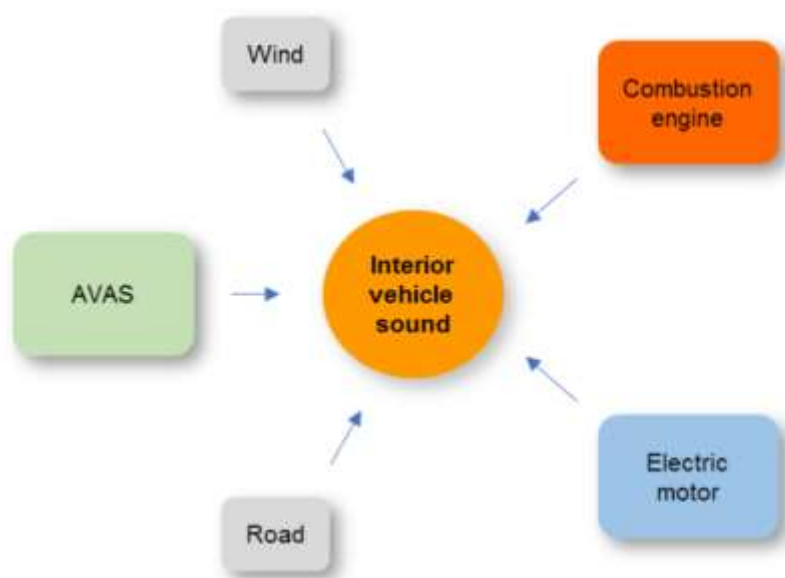 Wind
Combustion
engine
AVAS
Interior
vehicle
sound
Electric
motor
Road